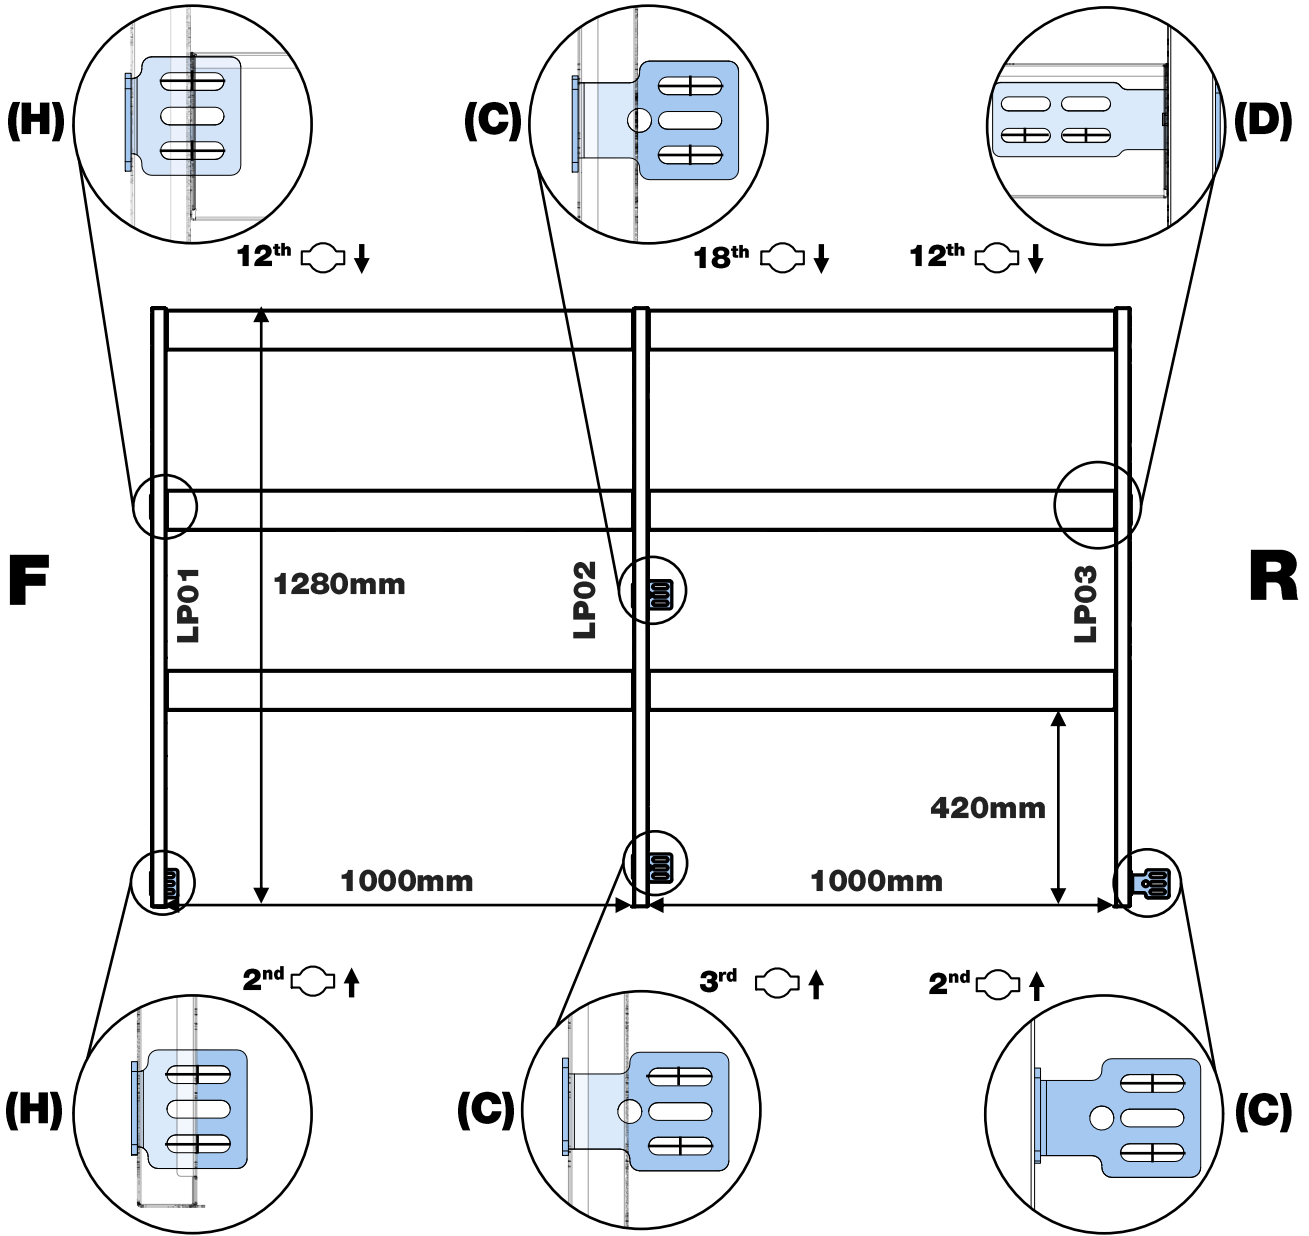 (H)
(C)
(D)
12th
18th
12th
F
LP01
1280mm
LP02
LP03
R
420mm
1000mm
1000mm
2nd
3rd
2nd
(H)
(C)
(C)